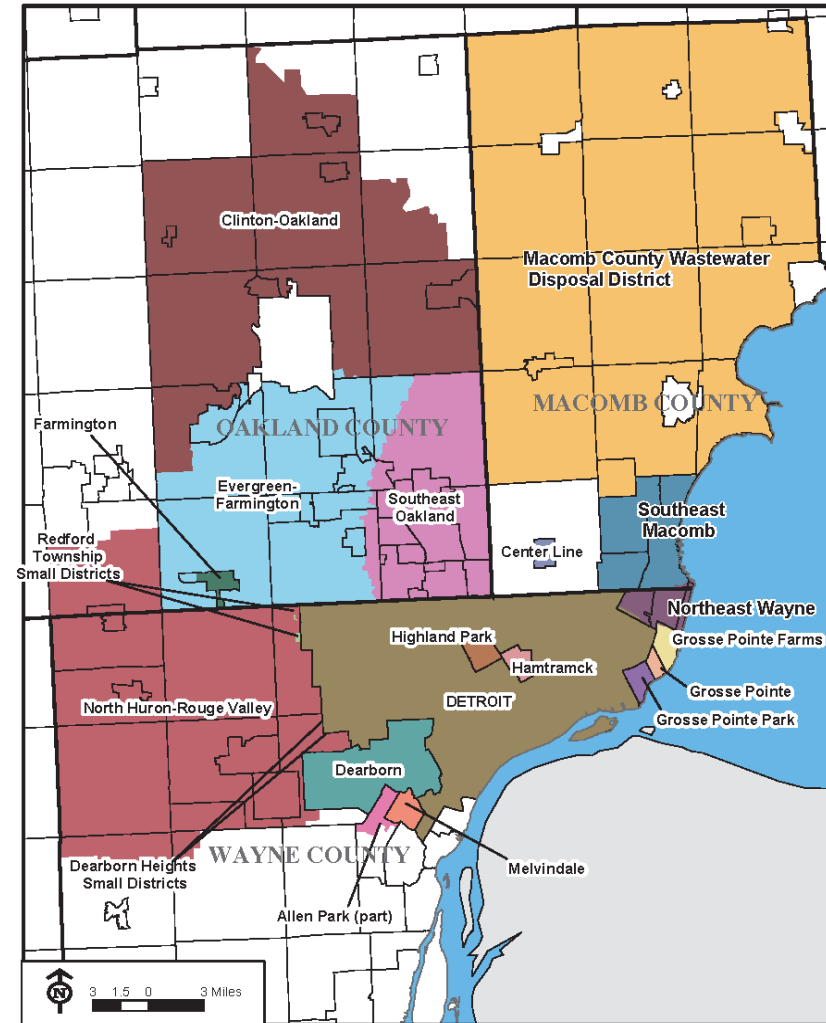 Clinton-Oakland
Macomb County Wastewater
Disposal District
MACOMB COUNTY
Farmington
OAKLAND COUNTY
Evergreen-
Farmington
Southeast
Oakland
Southeast
Macomb
Redford
Township
Small Districts
Center Line
Northeast Wayne
Highland Park
Grosse Pointe Farms
Hamtramck
Grosse Pointe
North Huron-Rouge Valley
DETROIT
Grosse Pointe Park
Dearborn
WAYNE COUNTY
Dearborn Heights
Small Districts
Melvindale
Allen Park (part)
N
3 1.5 0 3 Miles